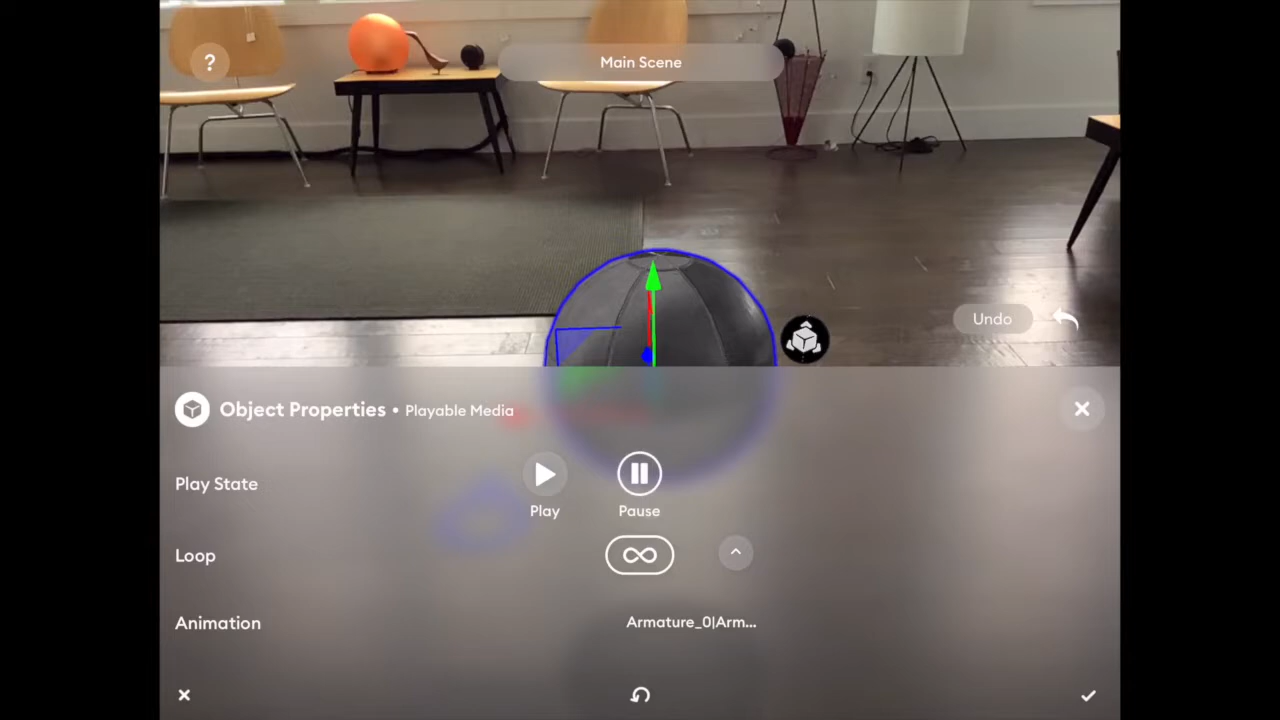 ?
Main Scene
Undo
Object Properties • Playable Media
Play State
Play
Pause
Loop
Animation
Armature_0|Arm...